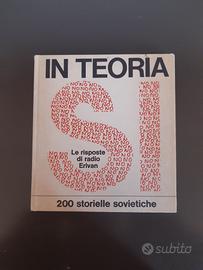 IN TEORIA
SI
Le risposte
di radio
Erivan
200 storielle sovietiche
subito